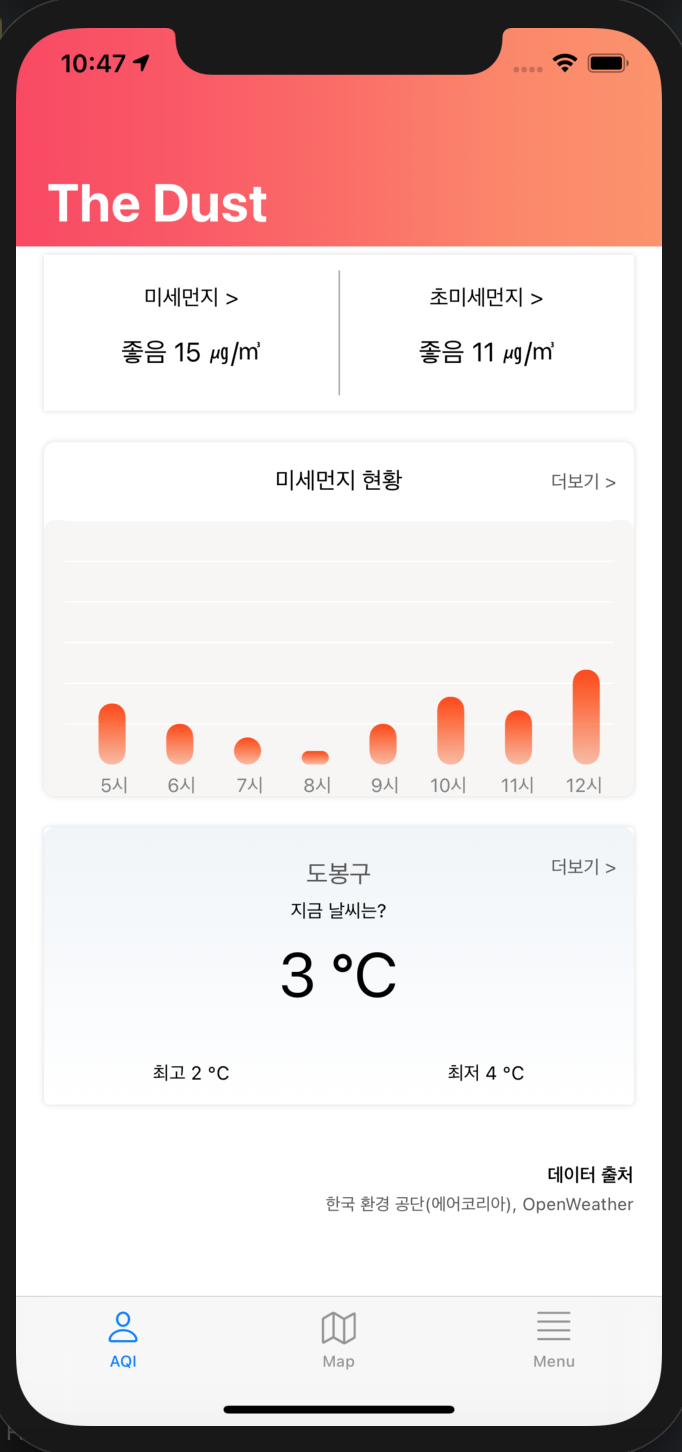 10:47
The Dust
미세먼지 >
초미세먼지 >
좋음 15 ㎍/㎥
좋음 11 ㎍/㎥
미세먼지 현황
더보기 >
5시 6시 7시 8시 9시 10시 11시 12시
도봉구
더보기 >
지금 날씨는?
3 °C
최고 2 °C
최저 4 °C
데이터 출처
한국 환경 공단(에어코리아), OpenWeather
AQI
Map
Menu